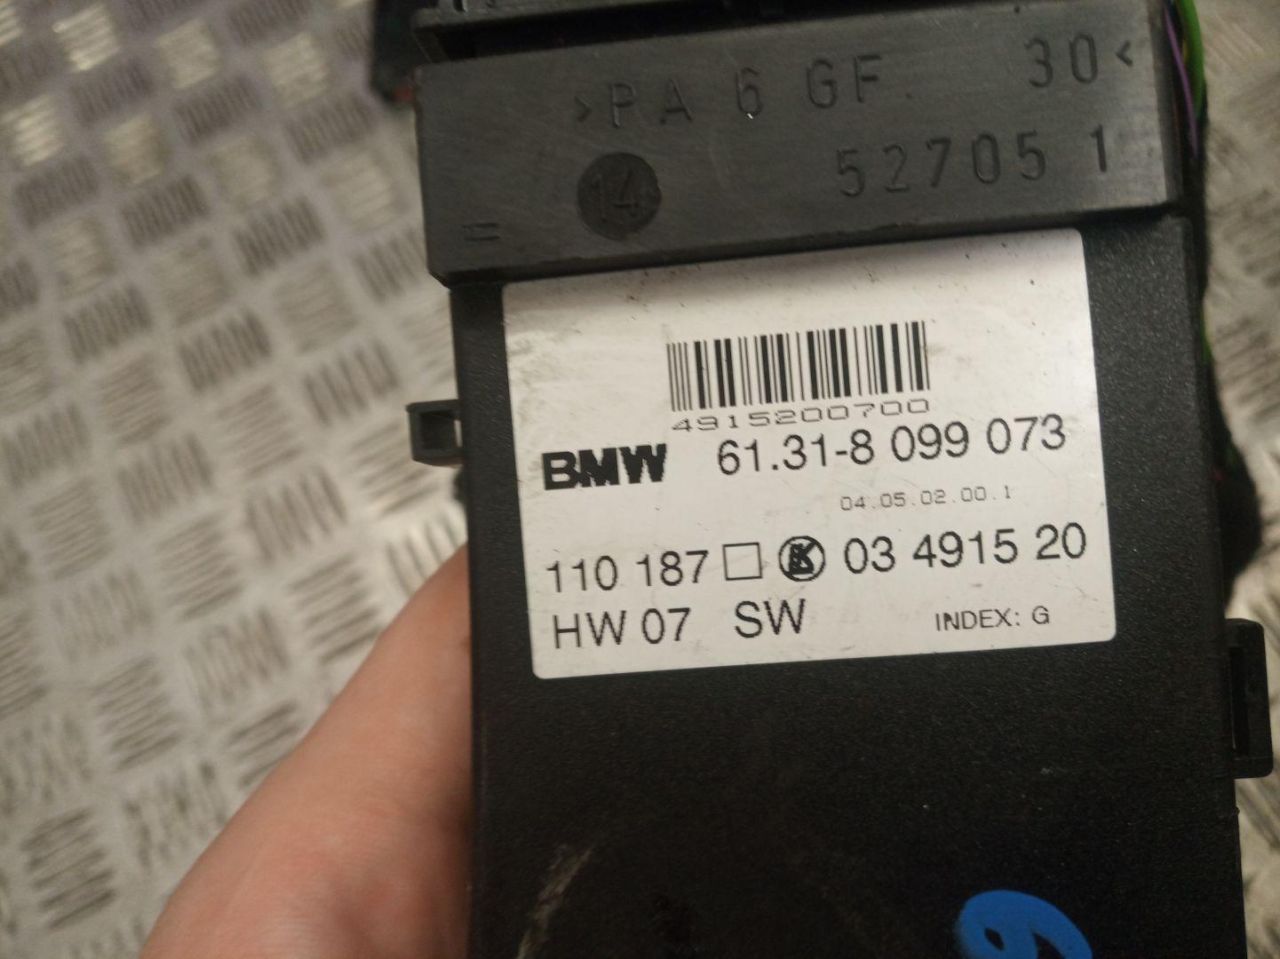 >PA 6 GF 30<
14 52705 1
=
4915200700
BMW 61.31-8 099 073
04.05.02.00.1
110 187 □ K 03 4915 20
HW 07 SW INDEX: G